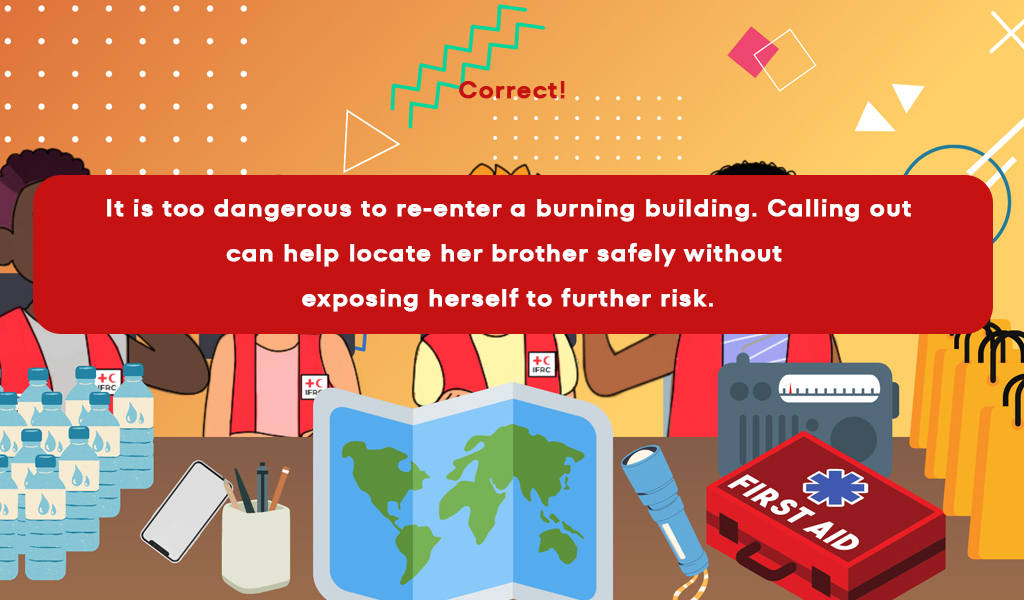 Correct!
It is too dangerous to re-enter a burning building. Calling out
can help locate her brother safely without
exposing herself to further risk.
IFRC
IFRC
IFRC
FIRST AID